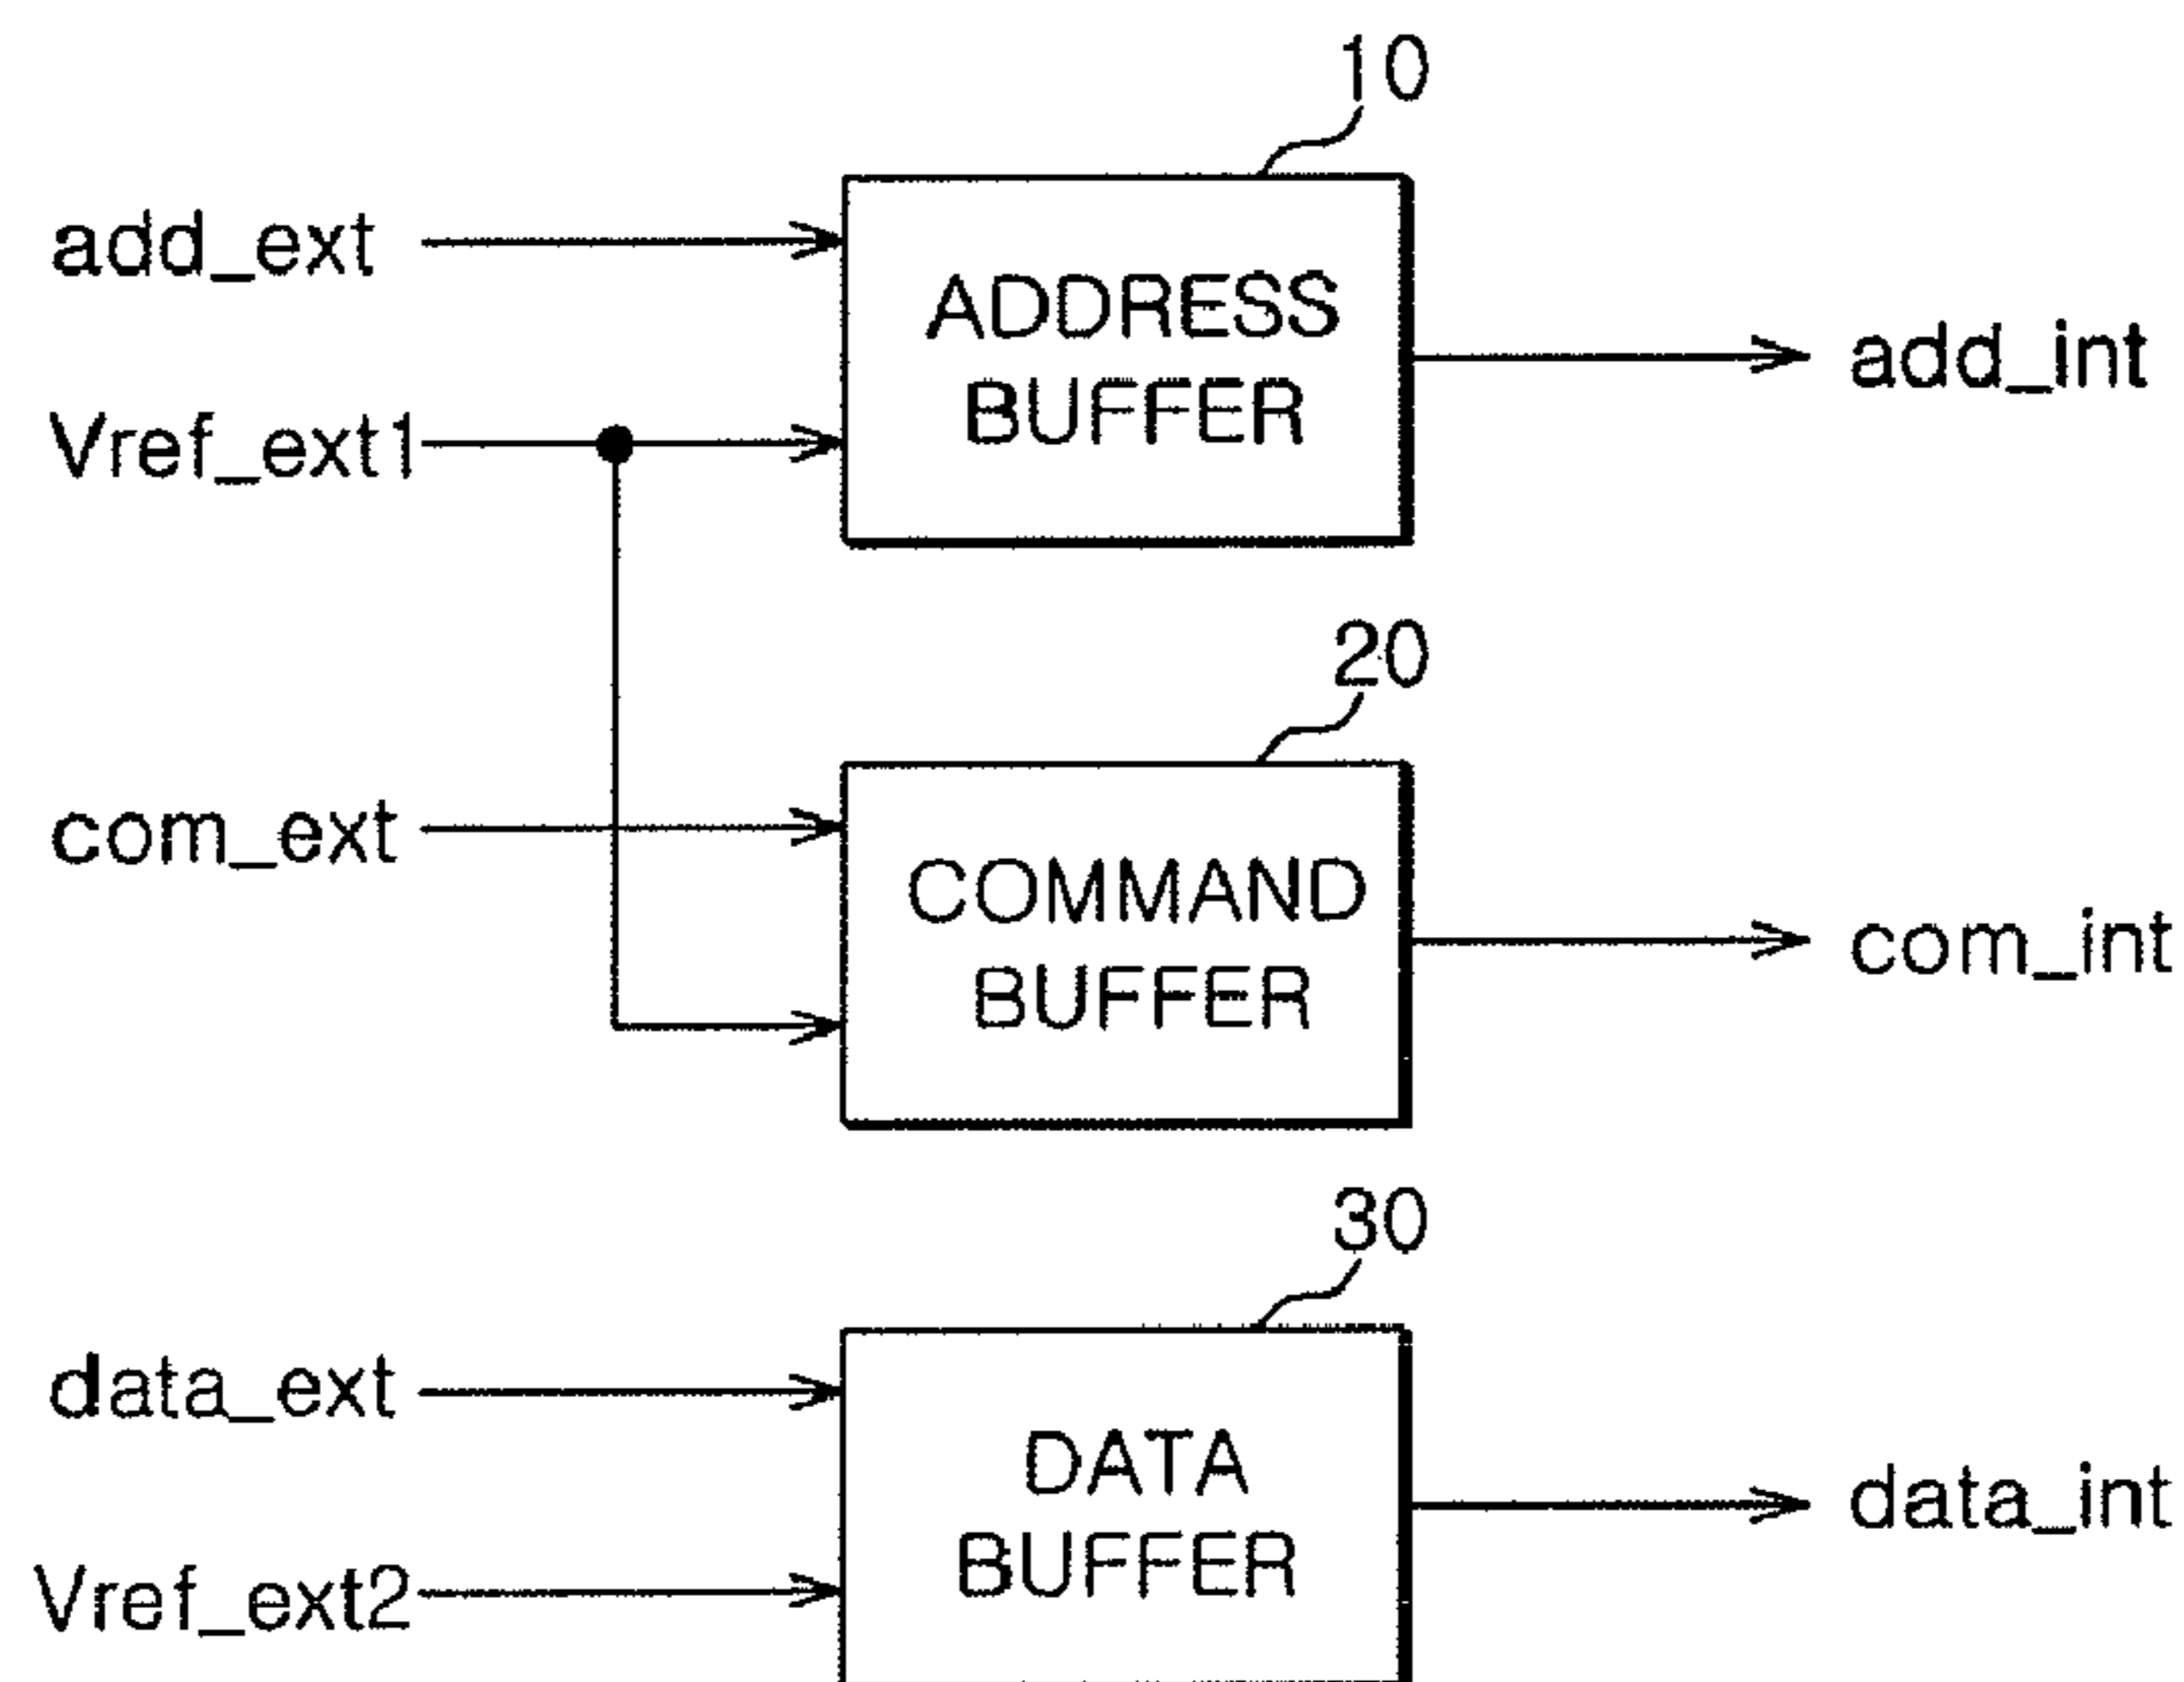 10
add_ext
ADDRESS
BUFFER
add_int
Vref_ext1
20
com_ext
COMMAND
BUFFER
com_int
30
data_ext
DATA
BUFFER
data_int
Vref_ext2